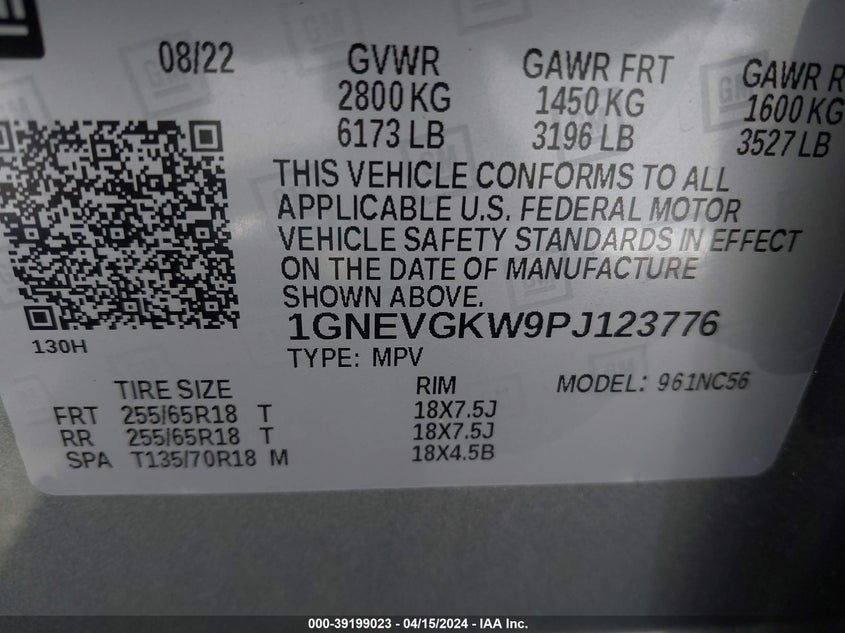 GM
08/22 GVWR GAWR FRT GAWR R
2800 KG 1450 KG 1600 KG
6173 LB 3196 LB 3527 LB
THIS VEHICLE CONFORMS TO ALL
APPLICABLE U.S. FEDERAL MOTOR
VEHICLE SAFETY STANDARDS IN EFFECT
ON THE DATE OF MANUFACTURE
SHOWN ABOVE.
1GNEVGKW9PJ123776
130H
TYPE: MPV
TIRE SIZE RIM MODEL: 961NC56
FRT 255/65R18 T 18X7.5J
RR 255/65R18 T 18X7.5J
SPA T135/70R18 M 18X4.5B
000-39199023 - 04/15/2024 - IAA Inc.